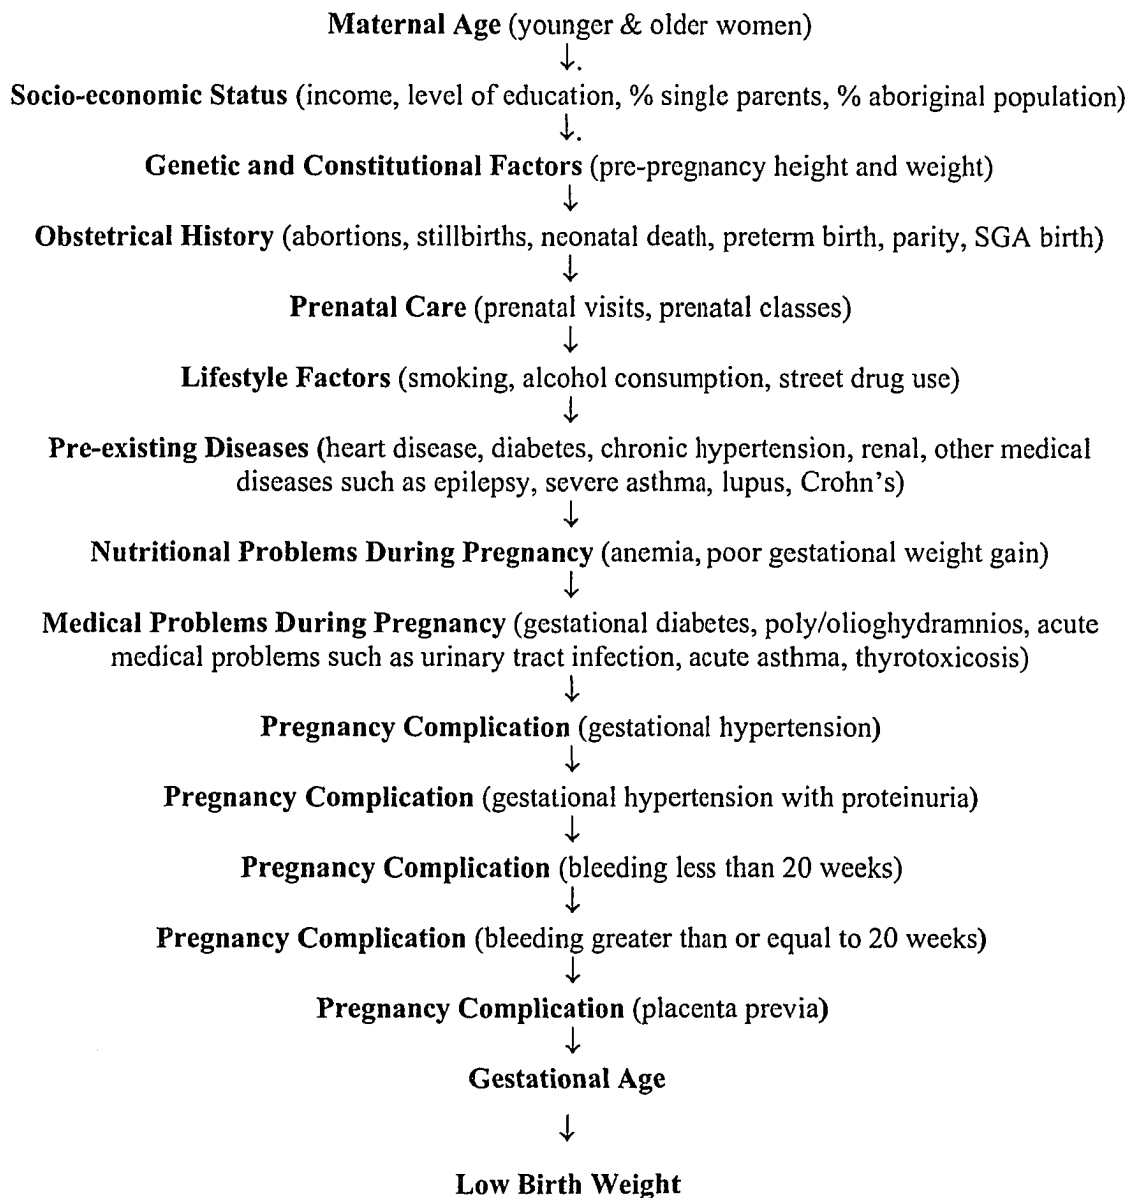 Maternal Age (younger & older women)
↓.
Socio-economic Status (income, level of education, % single parents, % aboriginal population)
↓.
Genetic and Constitutional Factors (pre-pregnancy height and weight)
↓
Obstetrical History (abortions, stillbirths, neonatal death, preterm birth, parity, SGA birth)
↓
Prenatal Care (prenatal visits, prenatal classes)
↓
Lifestyle Factors (smoking, alcohol consumption, street drug use)
↓
Pre-existing Diseases (heart disease, diabetes, chronic hypertension, renal, other medical
diseases such as epilepsy, severe asthma, lupus, Crohn's)
↓
Nutritional Problems During Pregnancy (anemia, poor gestational weight gain)
↓
Medical Problems During Pregnancy (gestational diabetes, poly/olioghydramnios, acute
medical problems such as urinary tract infection, acute asthma, thyrotoxicosis)
↓
Pregnancy Complication (gestational hypertension)
↓
Pregnancy Complication (gestational hypertension with proteinuria)
↓
Pregnancy Complication (bleeding less than 20 weeks)
↓
Pregnancy Complication (bleeding greater than or equal to 20 weeks)
↓
Pregnancy Complication (placenta previa)
↓
Gestational Age
↓
Low Birth Weight